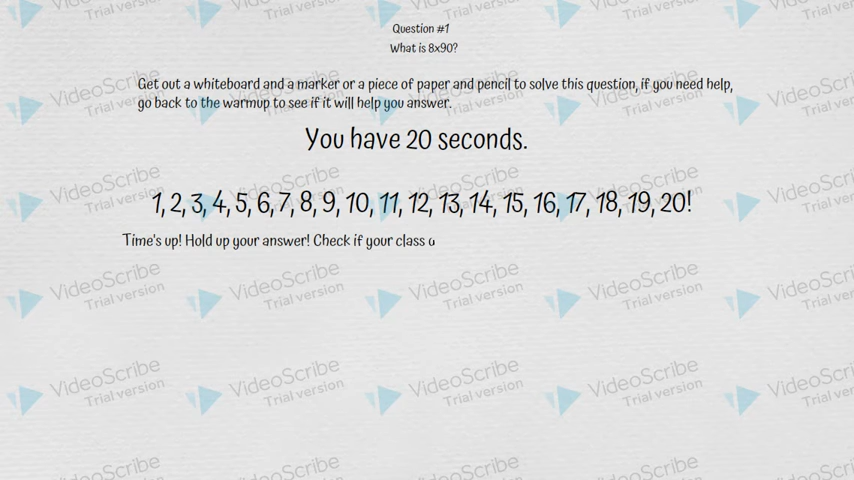 Question #1
What is 8x90?
Get out a whiteboard and a marker or a piece of paper and pencil to solve this question, if you need help,
go back to the warmup to see if it will help you answer.
You have 20 seconds.
1, 2, 3, 4, 5, 6, 7, 8, 9, 10, 11, 12, 13, 14, 15, 16, 17, 18, 19, 20!
Time's up! Hold up your answer! Check if your class
VideoScribe
Trial version